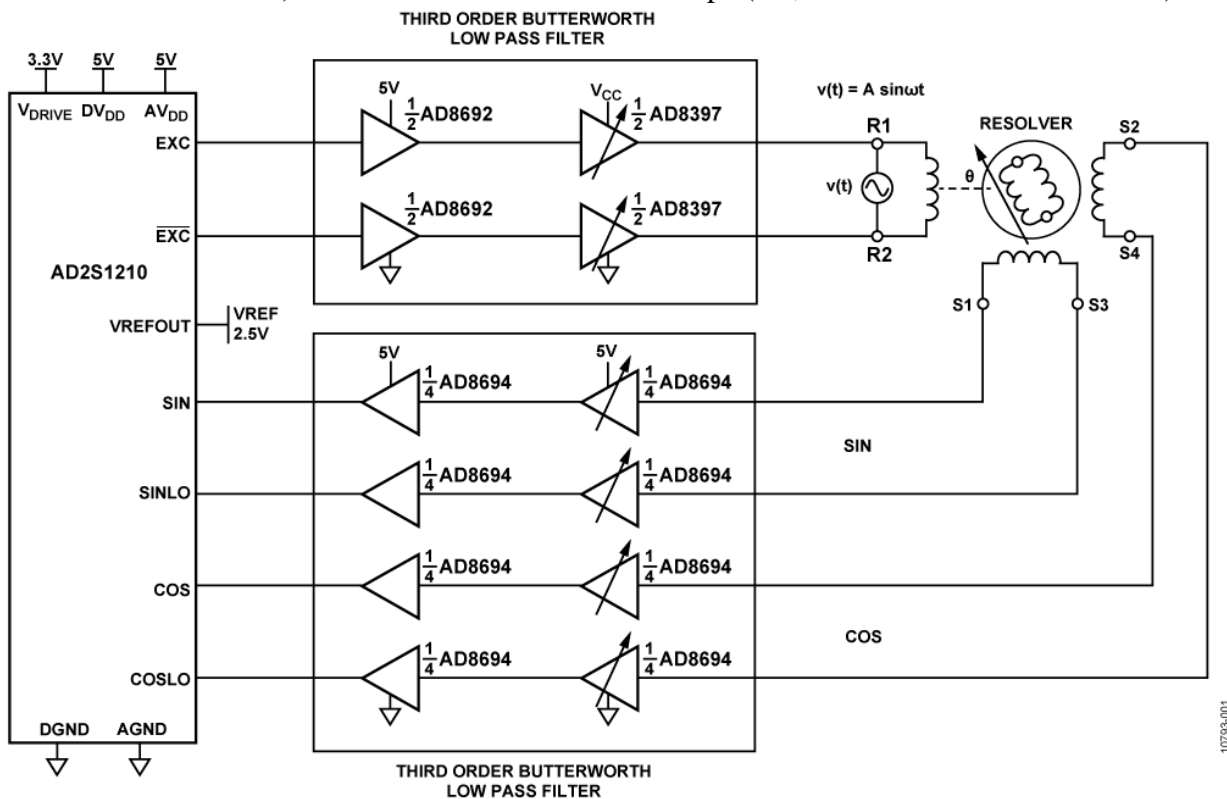 THIRD ORDER BUTTERWORTH
LOW PASS FILTER
3.3V 5V 5V
VDRIVE DVDD AVDD
EXC
EXC
AD2S1210
VREFOUT
VREF
2.5V
SIN
SINLO
COS
COSLO
DGND AGND
5V
1/2 AD8692
VCC
1/2 AD8397
1/2 AD8692
1/2 AD8397
v(t) = A sinωt
R1
v(t)
R2
θ
RESOLVER
S2
S4
S1
S3
5V
1/4 AD8694
5V
1/4 AD8694
SIN
1/4 AD8694
1/4 AD8694
1/4 AD8694
1/4 AD8694
COS
1/4 AD8694
1/4 AD8694
THIRD ORDER BUTTERWORTH
LOW PASS FILTER
10793-001